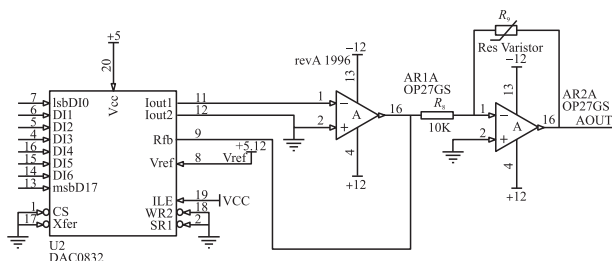 +5
20
Vcc
7 lsbDI0
6 DI1
5 DI2
4 DI3
16 DI4
15 DI5
14 DI6
13 msbD17
1 CS
17 Xfer
U2
DAC0832
Iout1 11
Iout2 12
Rfb 9
Vref 8 Vref
+5,12
ILE 19 VCC
WR2 18
SR1 2
revA 1996
-12
13
1 −
A
2 +
16
4
+12
AR1A
OP27GS
R8
10K
R9
Res Varistor
-12
13
1 −
A
2 +
16
4
+12
AR2A
OP27GS
AOUT